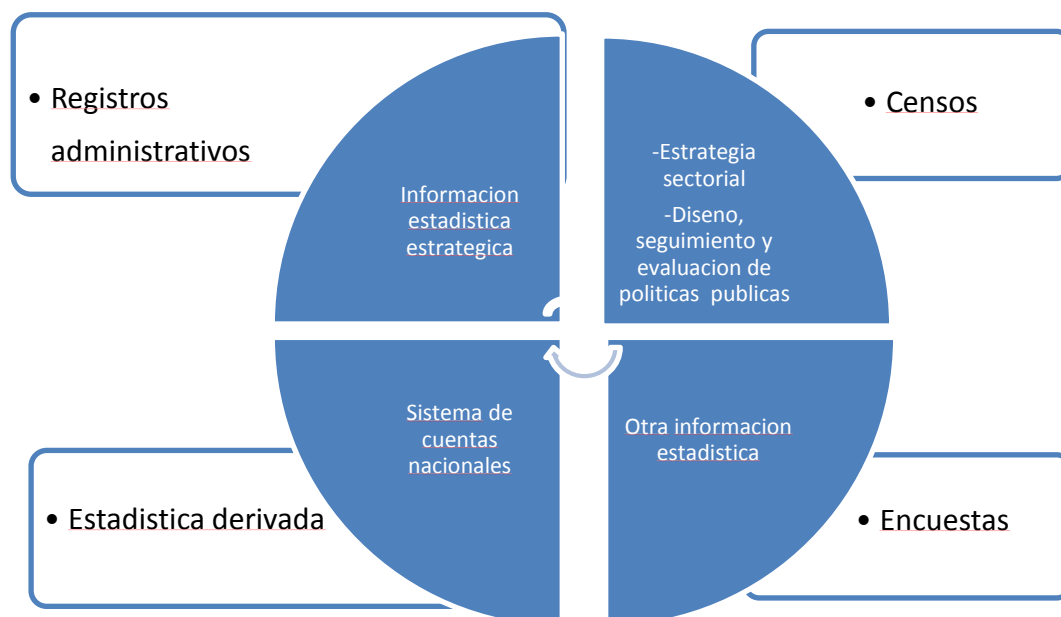 • Registros
administrativos
Informacion
estadistica
estrategica
-Estrategia
sectorial
-Diseno,
seguimiento y
evaluacion de
politicas  publicas
• Censos
• Estadistica derivada
Sistema de
cuentas
nacionales
Otra informacion
estadistica
• Encuestas